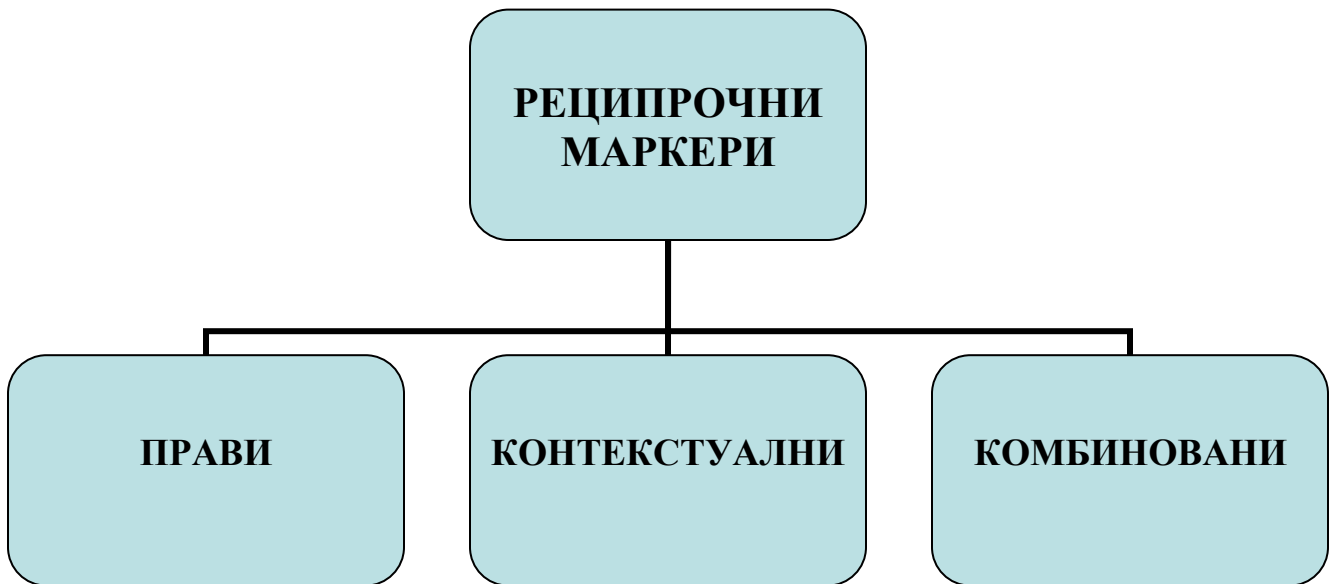 РЕЦИПРОЧНИ
МАРКЕРИ
ПРАВИ
КОНТЕКСТУАЛНИ
КОМБИНОВАНИ